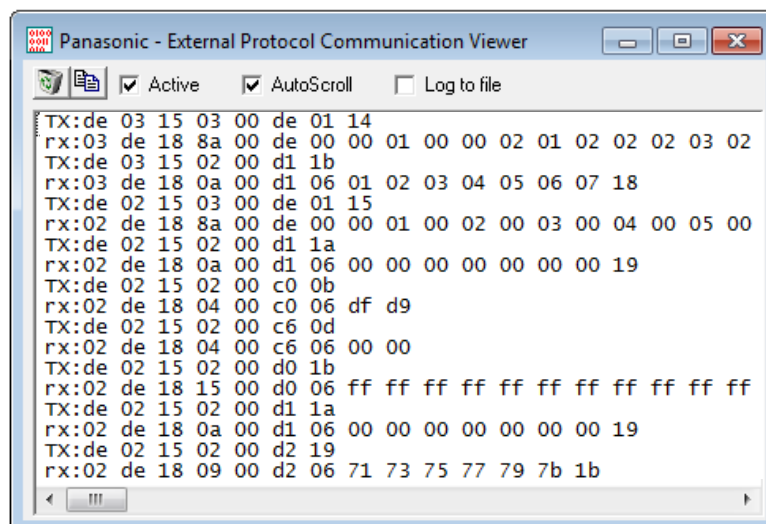 Panasonic - External Protocol Communication Viewer
Active AutoScroll Log to file
TX:de 03 15 03 00 de 01 14
rx:03 de 18 8a 00 de 00 00 01 00 00 02 01 02 02 02 03 02
TX:de 03 15 02 00 d1 1b
rx:03 de 18 0a 00 d1 06 01 02 03 04 05 06 07 18
TX:de 02 15 03 00 de 01 15
rx:02 de 18 8a 00 de 00 00 01 00 02 00 03 00 04 00 05 00
TX:de 02 15 02 00 d1 1a
rx:02 de 18 0a 00 d1 06 00 00 00 00 00 00 00 19
TX:de 02 15 02 00 c0 0b
rx:02 de 18 04 00 c0 06 df d9
TX:de 02 15 02 00 c6 0d
rx:02 de 18 04 00 c6 06 00 00
TX:de 02 15 02 00 d0 1b
rx:02 de 18 15 00 d0 06 ff ff ff ff ff ff ff ff ff ff ff
TX:de 02 15 02 00 d1 1a
rx:02 de 18 0a 00 d1 06 00 00 00 00 00 00 00 19
TX:de 02 15 02 00 d2 19
rx:02 de 18 09 00 d2 06 71 73 75 77 79 7b 1b